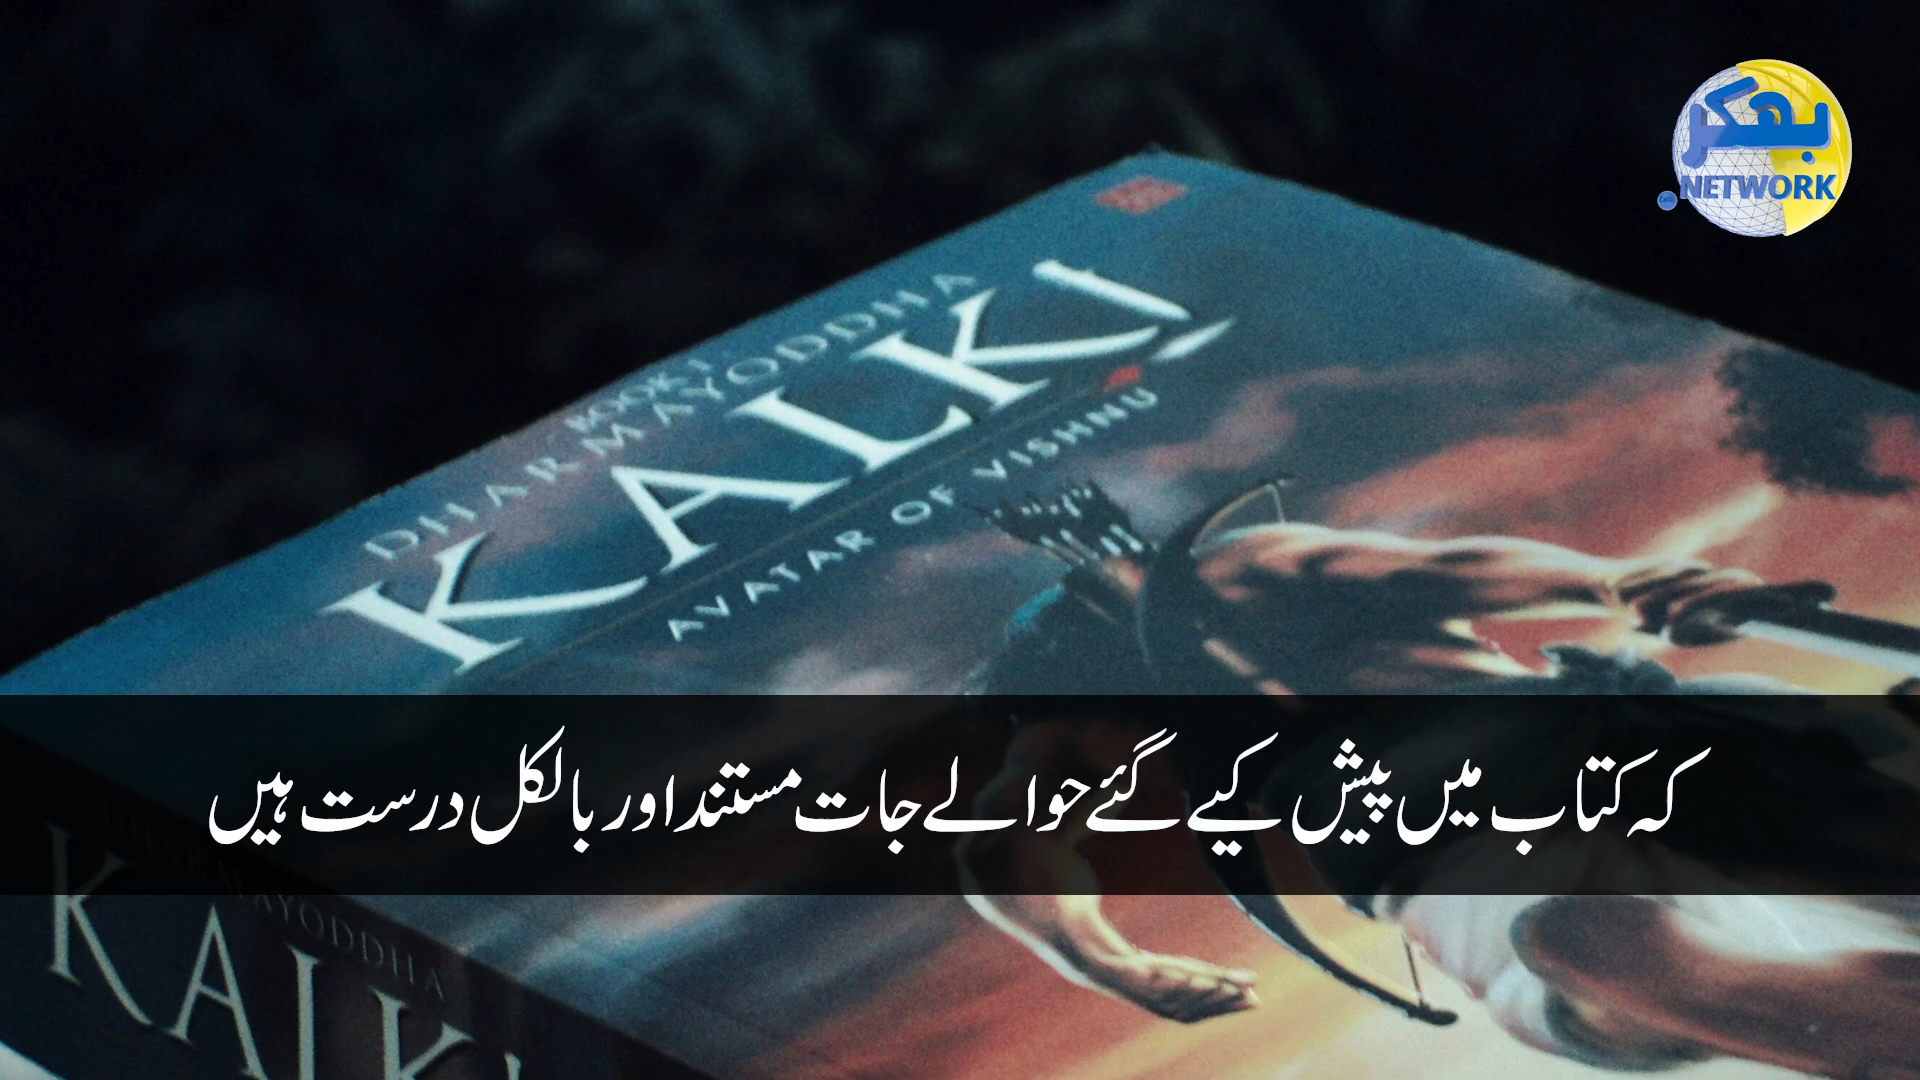 بھکر
NETWORK
BOOK 1
DHARMAYODDHA
KALKI
AVATAR OF VISHNU
کہ کتاب میں پیش کیے گئے حوالے جات مستند اور بالکل درست ہیں
DHARMAYODDHA
KALKI